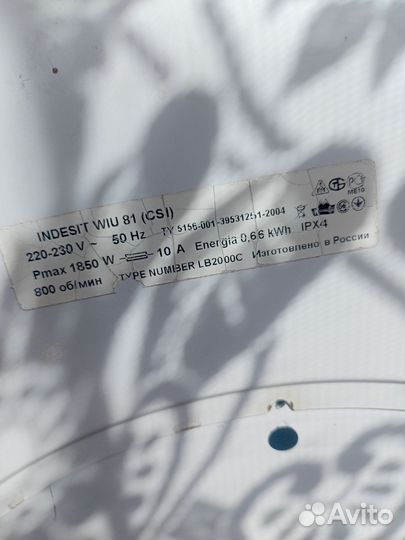 INDESIT WIU 81 (CSI)
220-230 V ~ 50 Hz ТУ 5156-001-39531251-2004
Pmax 1850 W 10 A Energia 0,66 kWh IPX4
800 об/мин TYPE NUMBER LB2000C Изготовлено в России
ME10
Avito